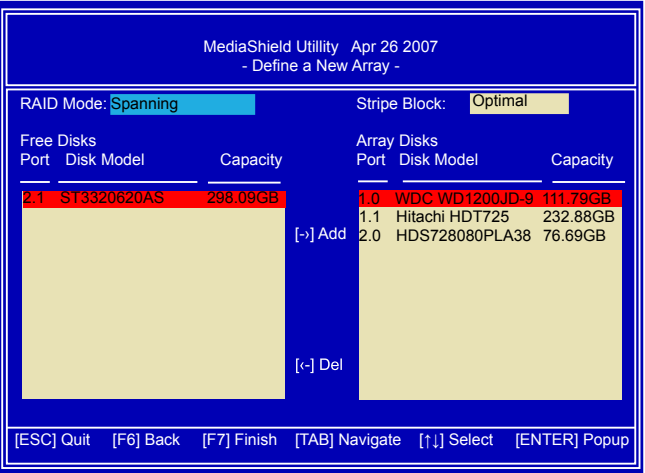 MediaShield Utillity Apr 26 2007
- Define a New Array -
RAID Mode: Spanning Stripe Block: Optimal
Free Disks Array Disks
Port Disk Model Capacity Port Disk Model Capacity
2.1 ST3320620AS 298.09GB 1.0 WDC WD1200JD-9 111.79GB
1.1 Hitachi HDT725 232.88GB
[->] Add 2.0 HDS728080PLA38 76.69GB
[<-] Del
[ESC] Quit [F6] Back [F7] Finish [TAB] Navigate [↑↓] Select [ENTER] Popup